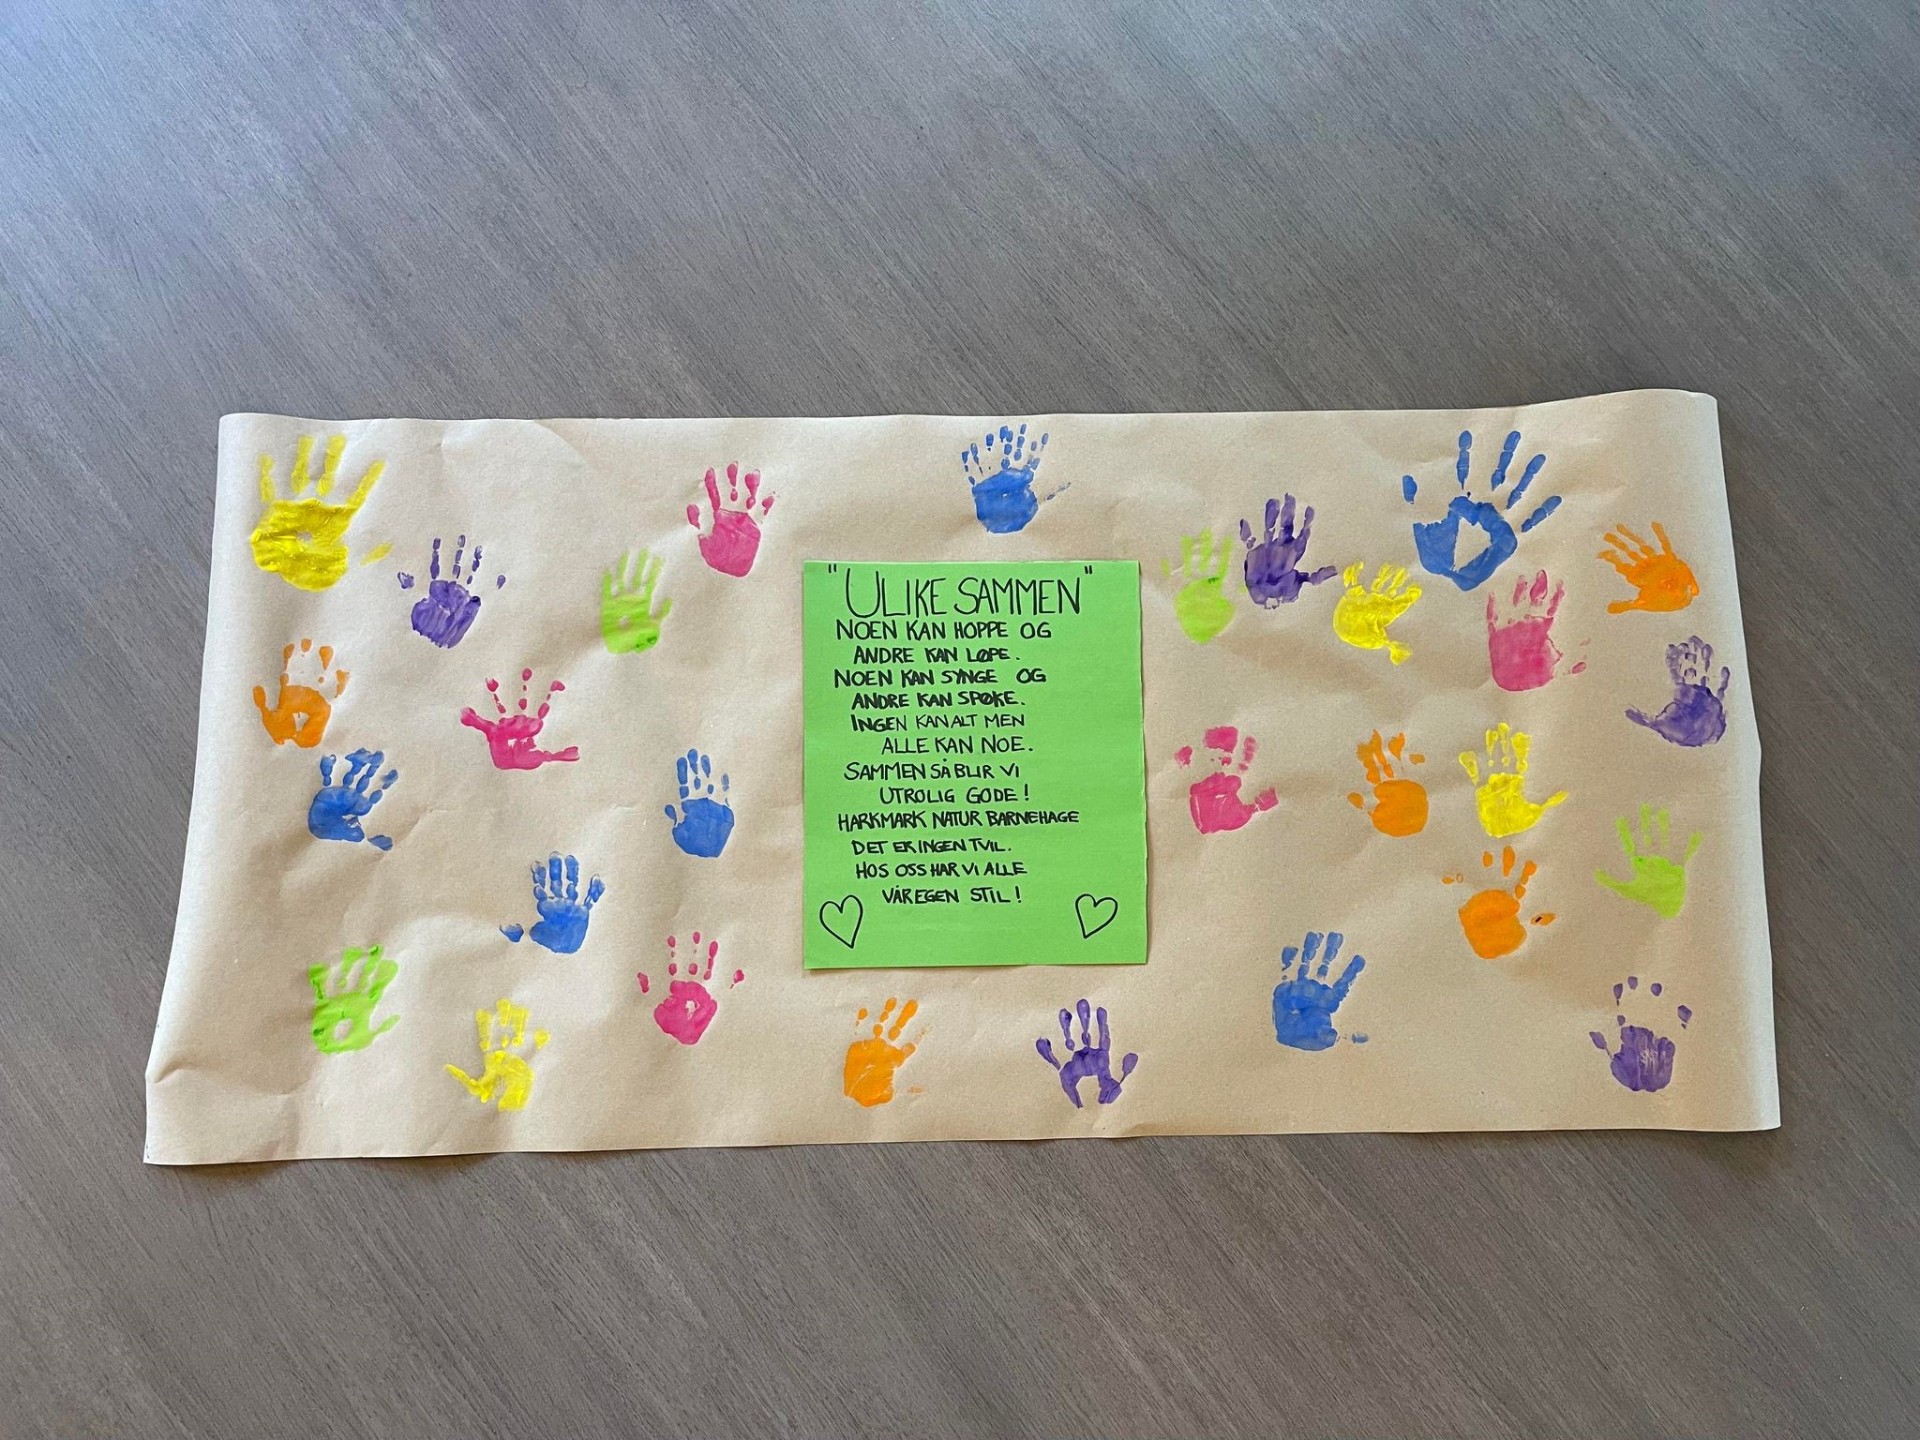 "ULIKE SAMMEN"
NOEN KAN HOPPE OG
ANDRE KAN LØPE.
NOEN KAN SYNGE OG
ANDRE KAN SPØKE.
INGEN KAN ALT MEN
ALLE KAN NOE.
SAMMEN SÅ BLIR VI
UTROLIG GODE!
HARKMARK NATUR BARNEHAGE
DET ER INGEN TVIL.
HOS OSS HAR VI ALLE
VÅR EGEN STIL!